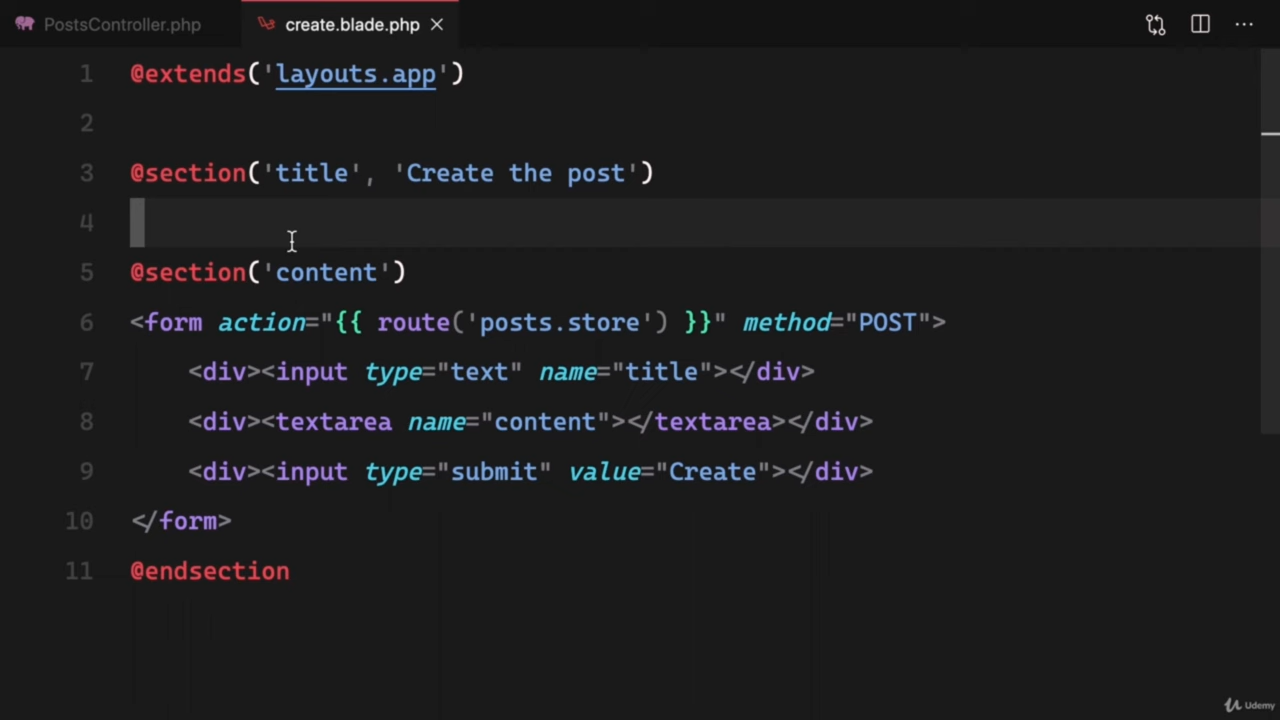 PostsController.php
create.blade.php
1 @extends('layouts.app')
2
3 @section('title', 'Create the post')
4
5 @section('content')
6 <form action="{{ route('posts.store') }}" method="POST">
7     <div><input type="text" name="title"></div>
8     <div><textarea name="content"></textarea></div>
9     <div><input type="submit" value="Create"></div>
10 </form>
11 @endsection
Udemy